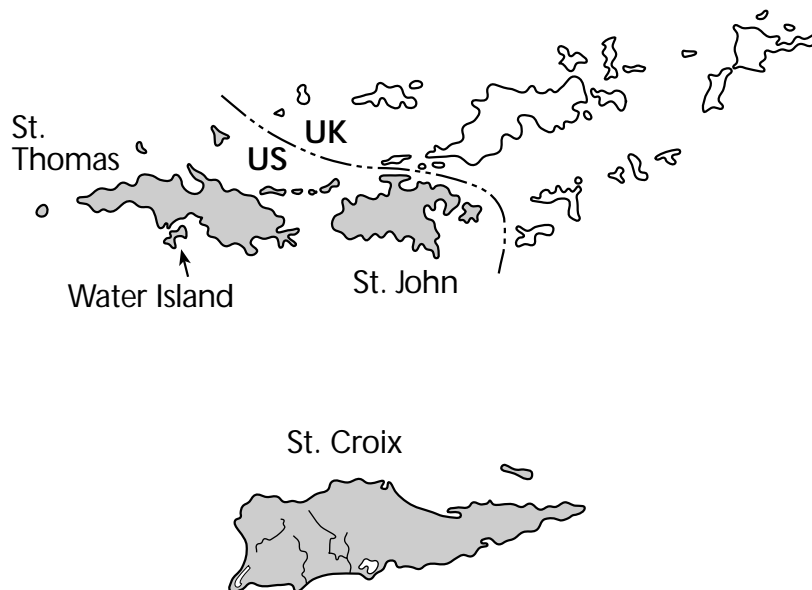 St.
Thomas
UK
US
Water Island
St. John
St. Croix